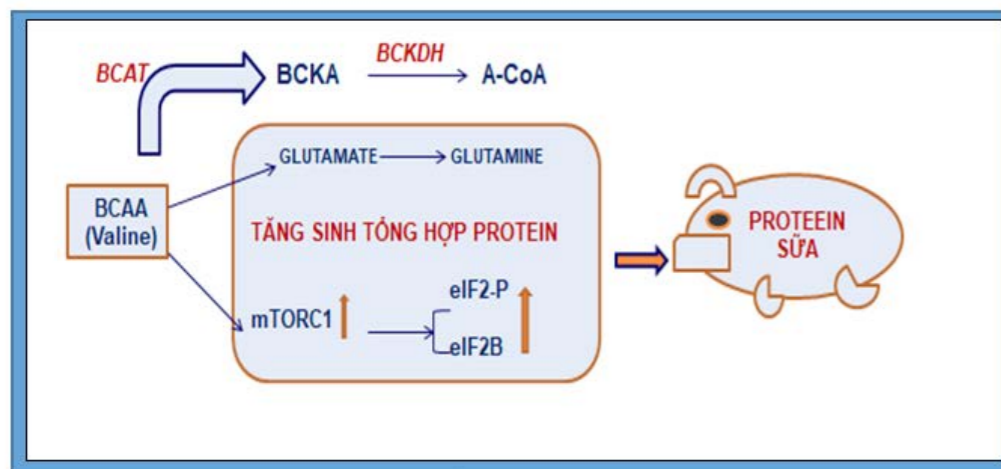 BCAT
BCKA
BCKDH
A-CoA
GLUTAMATE
GLUTAMINE
BCAA
(Valine)
TĂNG SINH TỔNG HỢP PROTEIN
PROTEEIN
SỮA
mTORC1
eIF2-P
eIF2B